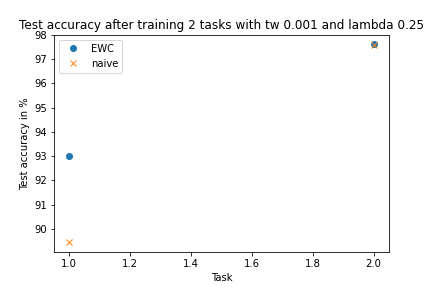 Test accuracy after training 2 tasks with tw 0.001 and lambda 0.25
EWC
naive
Test accuracy in %
98
97
96
95
94
93
92
91
90
1.0 1.2 1.4 1.6 1.8 2.0
Task